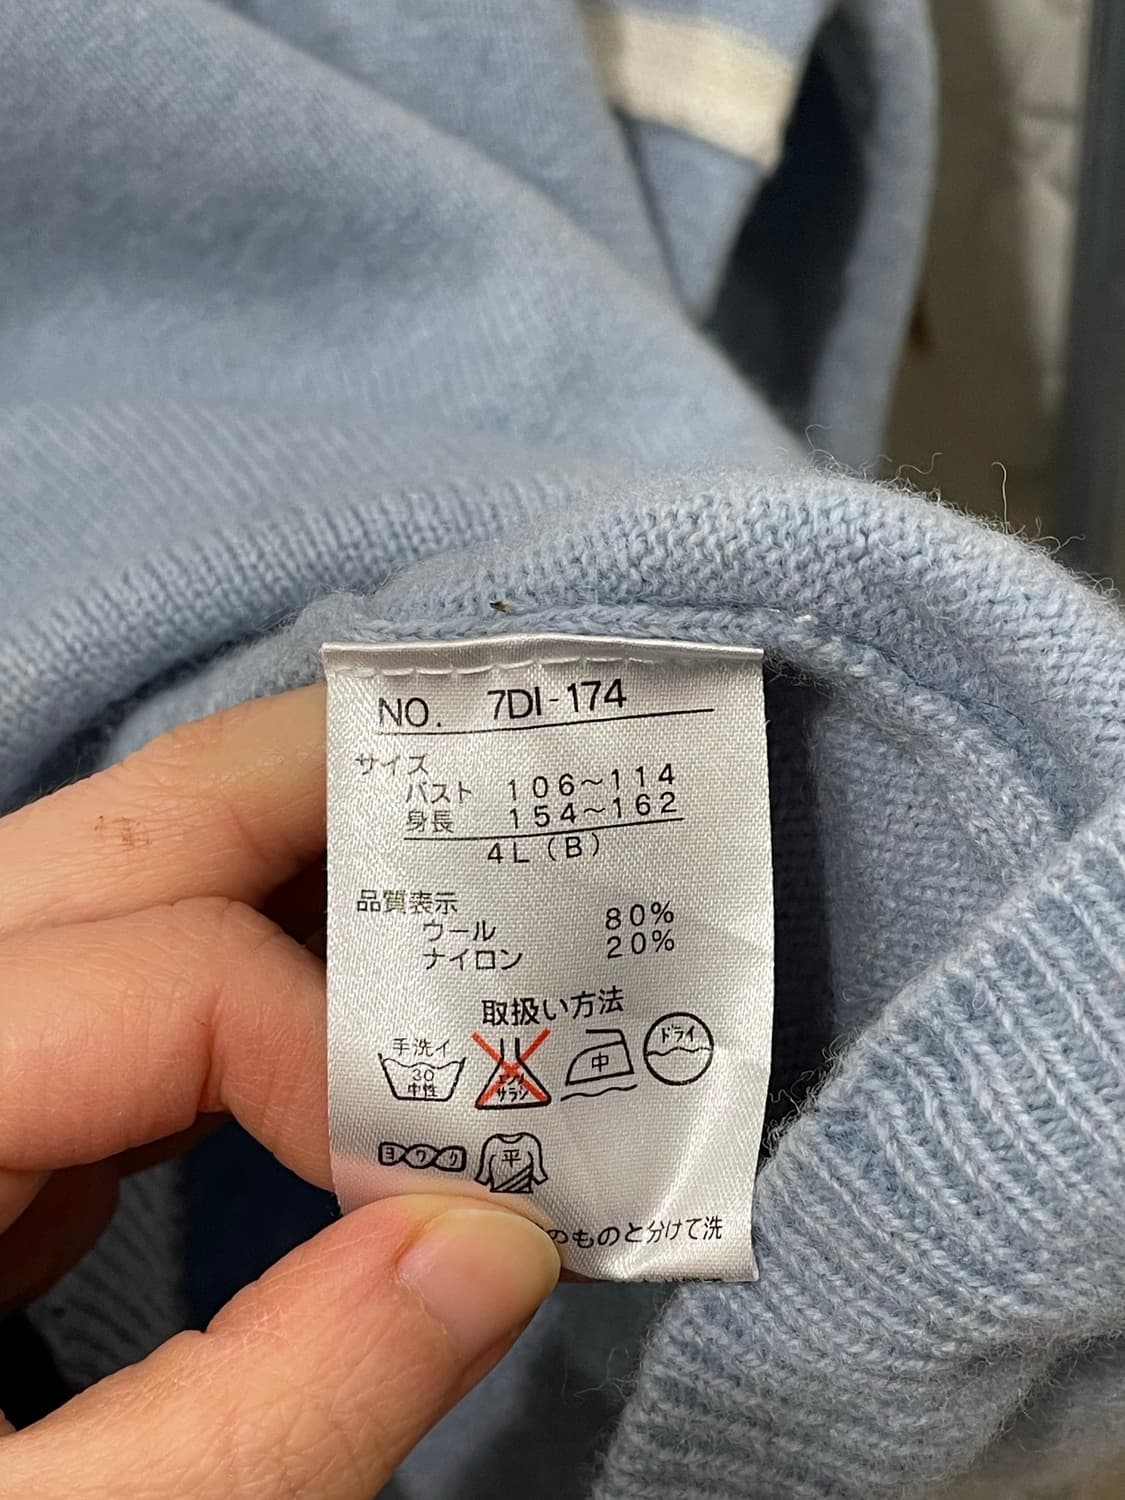 NO. 7DI-174
サイズ
バスト 106～114
身長 154～162
4L(B)
品質表示
ウール 80%
ナイロン 20%
取扱い方法
手洗イ
30
中性
エンソ
サラシ
中
ドライ
ヨワク
平
のものと分けて洗